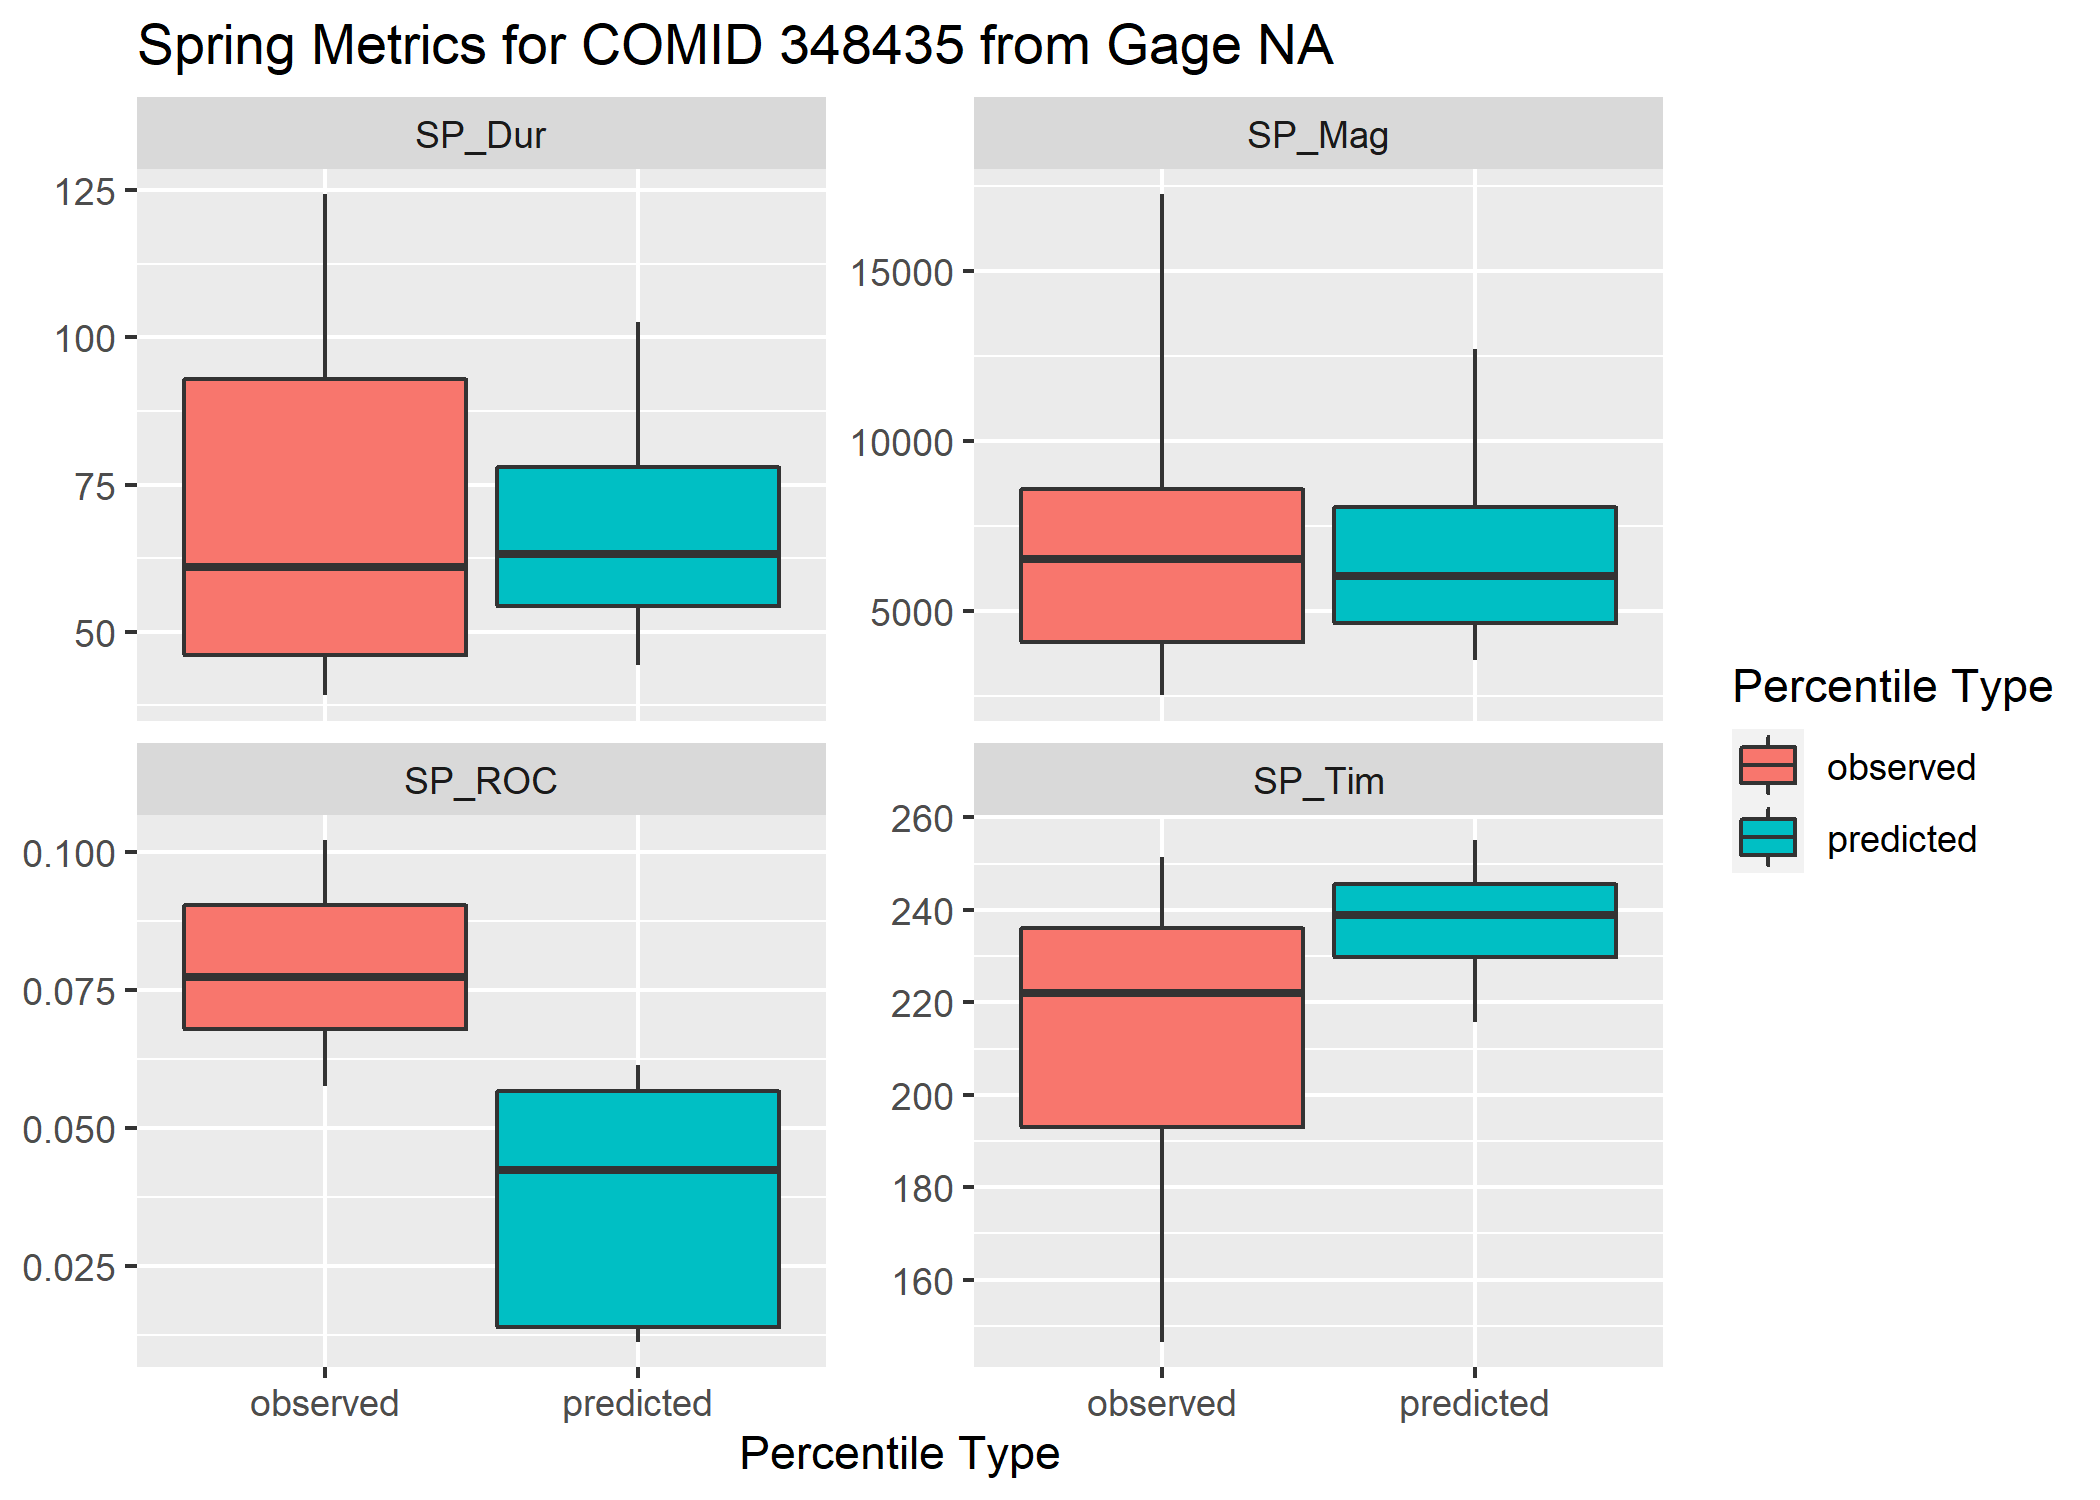 Spring Metrics for COMID 348435 from Gage NA
SP_Dur
SP_Mag
125
100
75
50
15000
10000
5000
SP_ROC
SP_Tim
0.100
0.075
0.050
0.025
260
240
220
200
180
160
observed
predicted
observed
predicted
Percentile Type
Percentile Type
observed
predicted